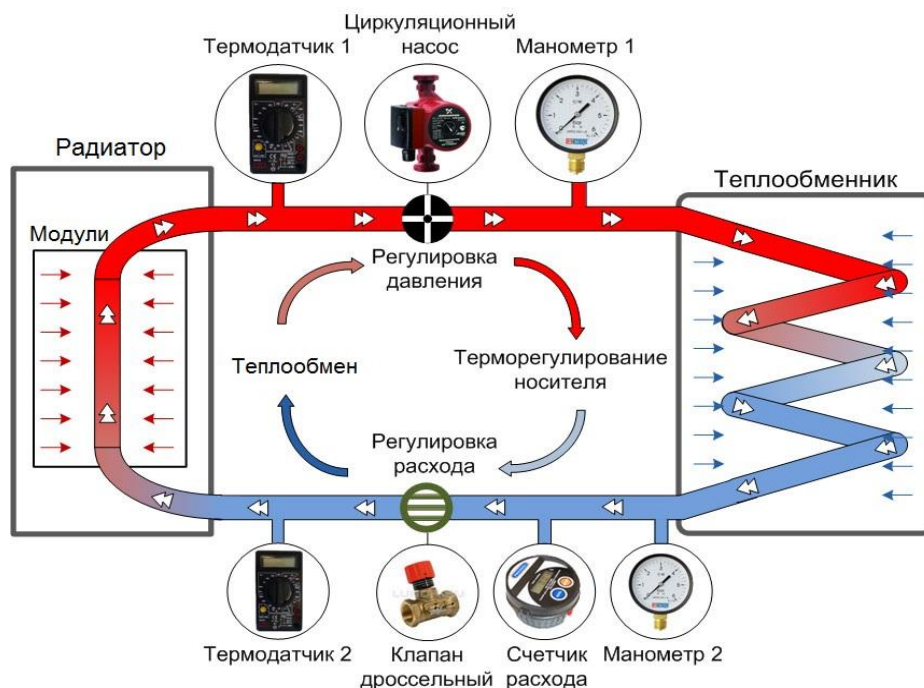 Термодатчик 1
Циркуляционный
насос
Манометр 1
Радиатор
Теплообменник
Модули
Регулировка
давления
Теплообмен
Терморегулирование
носителя
Регулировка
расхода
Термодатчик 2
Клапан
дроссельный
Счетчик
расхода
Манометр 2